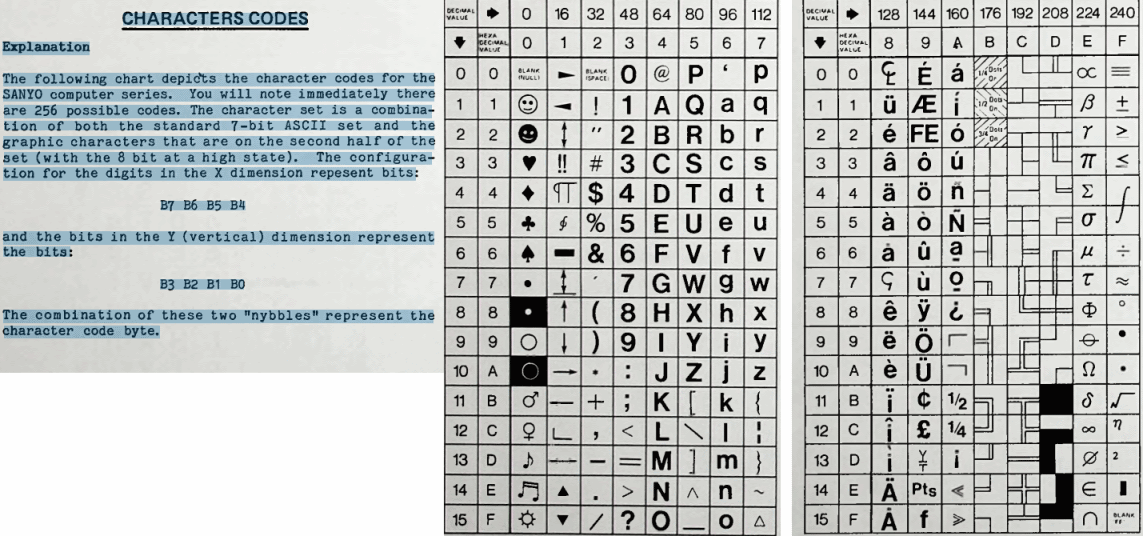 CHARACTERS CODES
Explanation
The following chart depicts the character codes for the
SANYO computer series. You will note immediately there
are 256 possible codes. The character set is a combina-
tion of both the standard 7-bit ASCII set and the
graphic characters that are on the second half of the
set (with the 8 bit at a high state). The configura-
tion for the digits in the X dimension repesent bits:
B7 B6 B5 B4
and the bits in the Y (vertical) dimension represent
the bits:
B3 B2 B1 B0
The combination of these two "nybbles" represent the
character code byte.
DECIMAL VALUE ➧ 0 16 32 48 64 80 96 112
HEXA DECIMAL VALUE 0 1 2 3 4 5 6 7
0 0 BLANK (NULL) ► BLANK (SPACE) 0 @ P ‘ p
1 1 ☺ ◄ ! 1 A Q a q
2 2 ☻ ↕ " 2 B R b r
3 3 ♥ ‼ # 3 C S c s
4 4 ♦ ¶ $ 4 D T d t
5 5 ♣ ∮ % 5 E U e u
6 6 ♠ ▬ & 6 F V f v
7 7 • ↨ ′ 7 G W g w
8 8 ◘ ↑ ( 8 H X h x
9 9 ○ ↓ ) 9 I Y i y
10 A ◙ → * : J Z j z
11 B ♂ ← + ; K [ k {
12 C ♀ ∟ , < L \ l ¦
13 D ♪ ↔ − = M ] m }
14 E ♫ ▲ . > N ∧ n ~
15 F ☼ ▼ / ? O _ o △
DECIMAL VALUE ➧ 128 144 160 176 192 208 224 240
HEXA DECIMAL VALUE 8 9 A B C D E F
0 0 Ç É á 1/4 Dots On ∝ ≡
1 1 ü Æ í 1/2 Dots On β ±
2 2 é FE ó 3/4 Dots On γ ≥
3 3 â ô ú π ≤
4 4 ä ö ñ Σ ⌠
5 5 à ò Ñ σ ⌡
6 6 å û ª μ ÷
7 7 ç ù º τ ≈
8 8 ê ÿ ¿ Φ °
9 9 ë Ö ⌐ ⊖ •
10 A è Ü ¬ Ω •
11 B ï ¢ 1/2 δ √
12 C î £ 1/4 ∞ η
13 D ì ¥ ¡ Ø ²
14 E Ä Pts ≪ ∈ ▮
15 F Å f ≫ ∩ BLANK FF